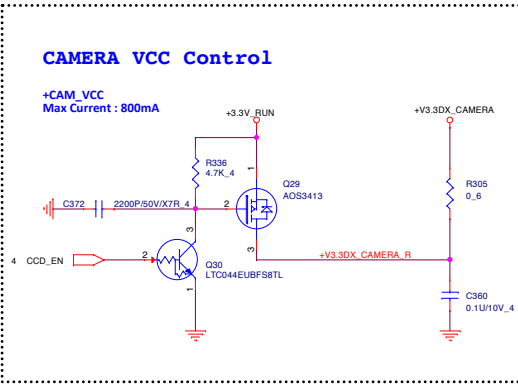 CAMERA VCC Control
+CAM_VCC
Max Current : 800mA
+3.3V_RUN
+V3.3DX_CAMERA
R336
4.7K_4
1
Q29
AOS3413
R305
0_6
C372
2200P/50V/X7R_4
2
3
3
+V3.3DX_CAMERA_R
4
CCD_EN
2
Q30
LTC044EUBFS8TL
1
C360
0.1U/10V_4